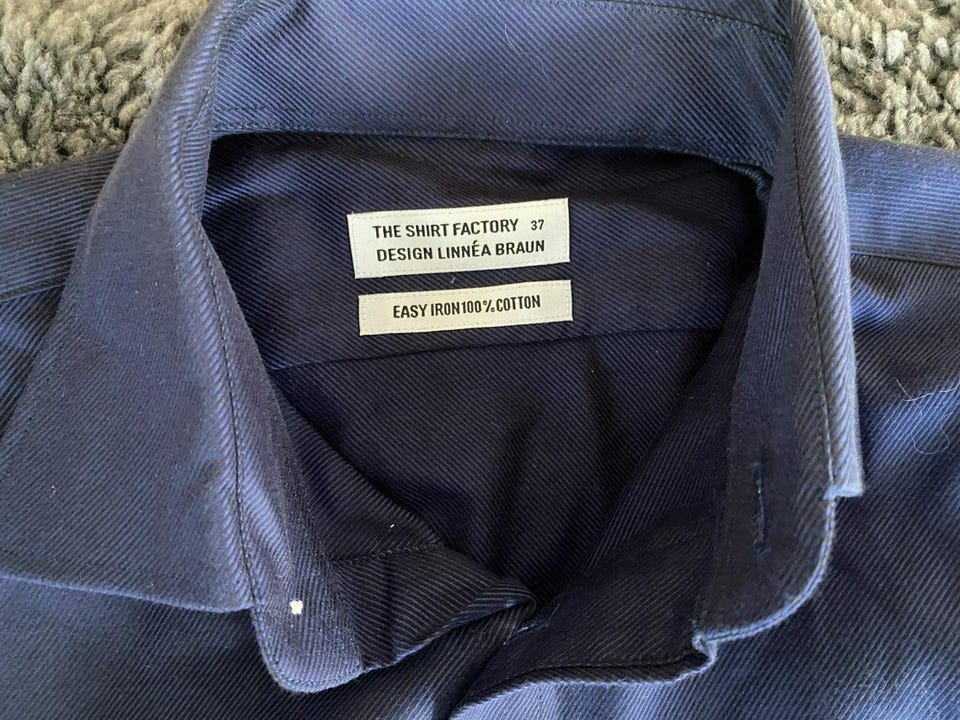 THE SHIRT FACTORY 37
DESIGN LINNÉA BRAUN
EASY IRON 100% COTTON